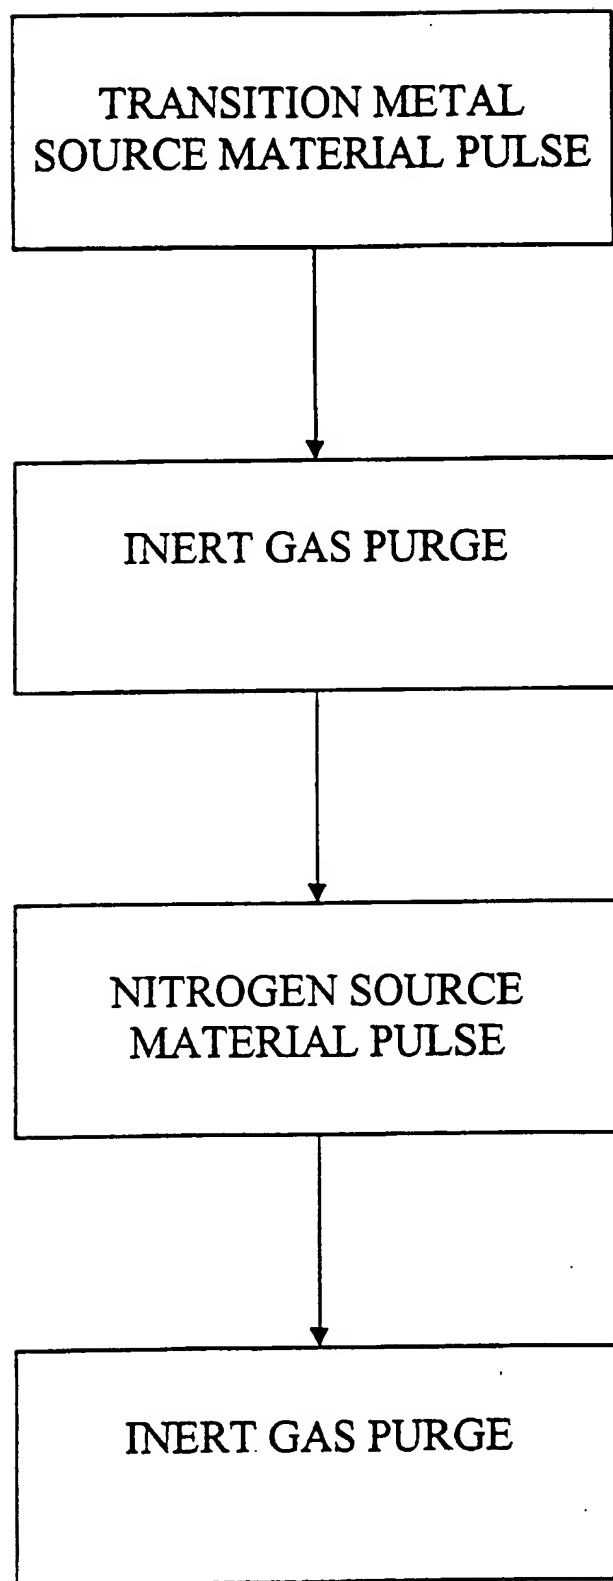 TRANSITION METAL
SOURCE MATERIAL PULSE
INERT GAS PURGE
NITROGEN SOURCE
MATERIAL PULSE
INERT GAS PURGE